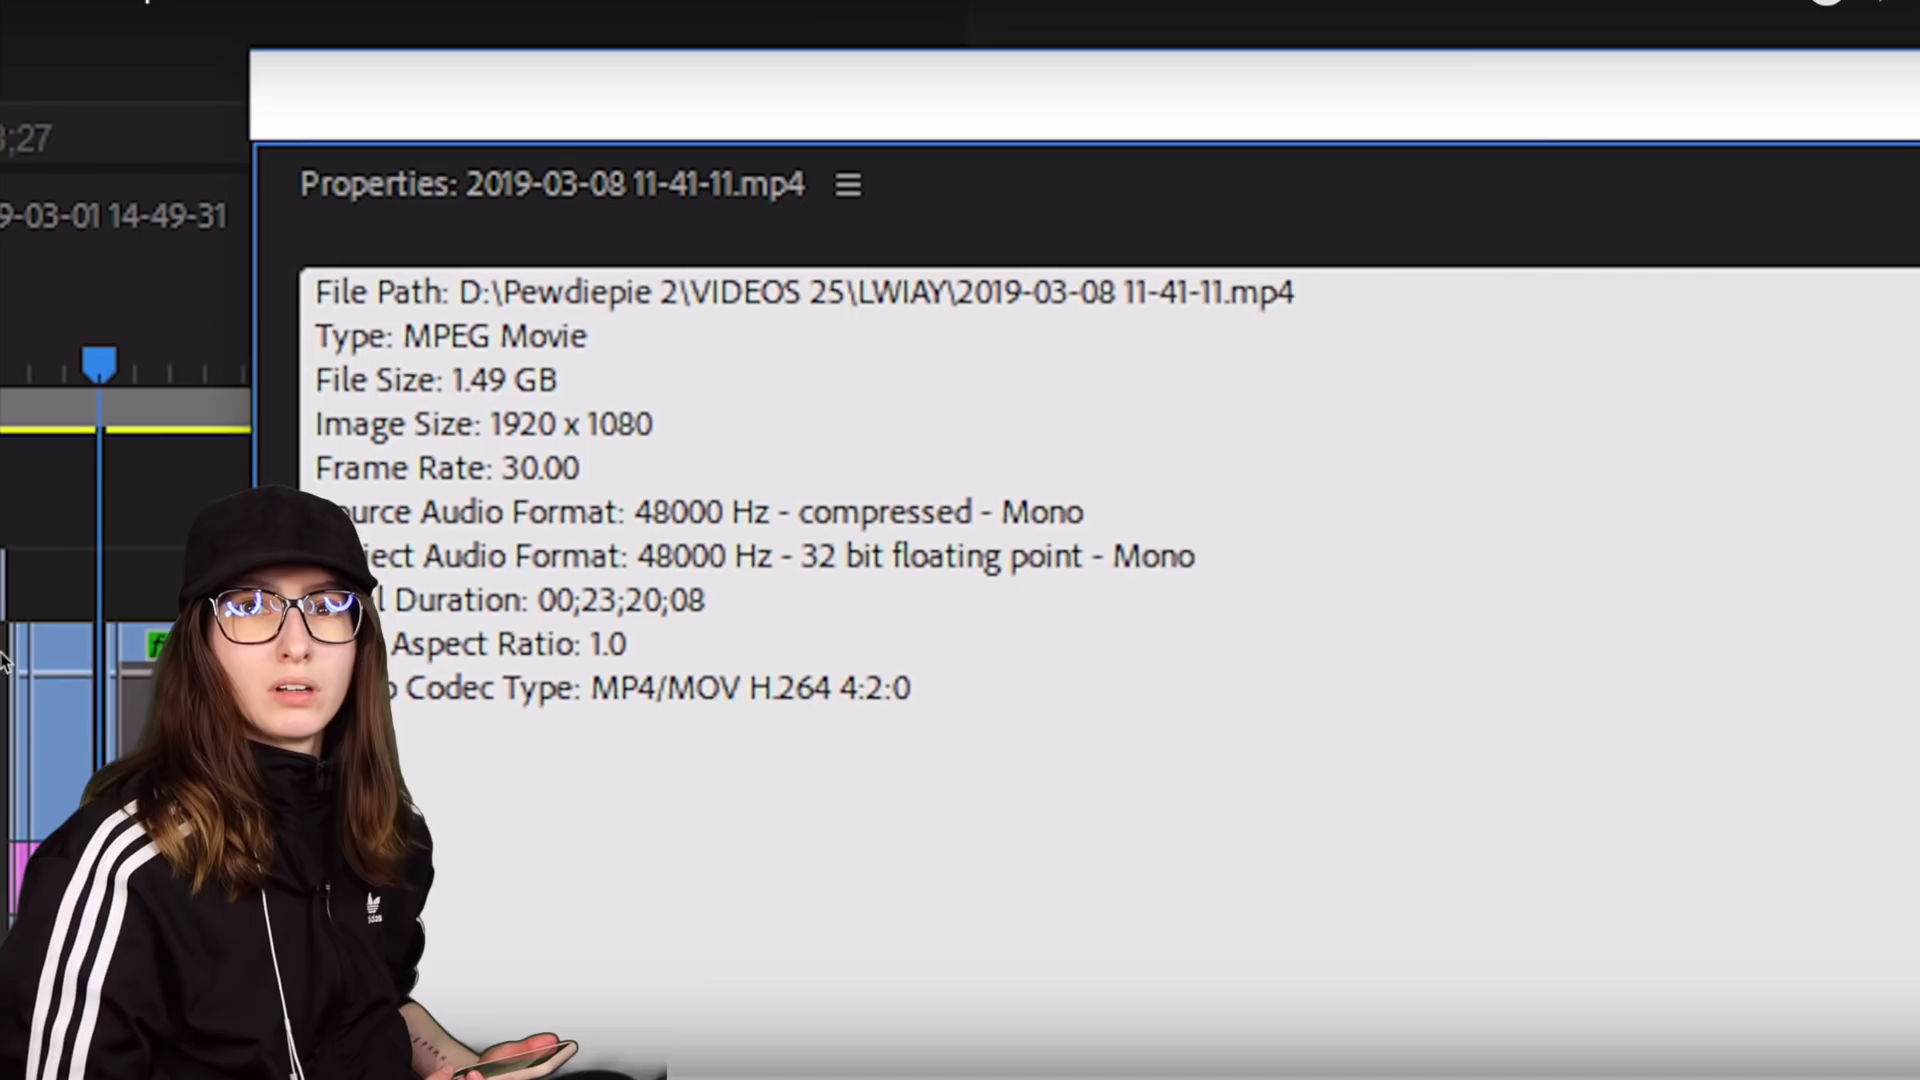 ;27
9-03-01 14-49-31
Properties: 2019-03-08 11-41-11.mp4
File Path: D:\Pewdiepie 2\VIDEOS 25\LWIAY\2019-03-08 11-41-11.mp4
Type: MPEG Movie
File Size: 1.49 GB
Image Size: 1920 x 1080
Frame Rate: 30.00
urce Audio Format: 48000 Hz - compressed - Mono
ject Audio Format: 48000 Hz - 32 bit floating point - Mono
l Duration: 00;23;20;08
Aspect Ratio: 1.0
o Codec Type: MP4/MOV H.264 4:2:0
adidas